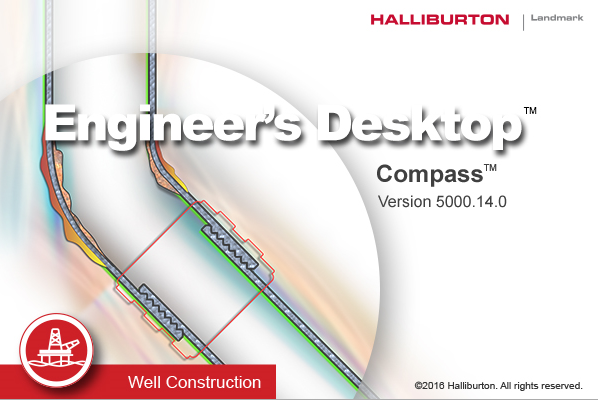 HALLIBURTON | Landmark
Engineer's Desktop™
Compass™
Version 5000.14.0
Well Construction
©2016 Halliburton. All rights reserved.